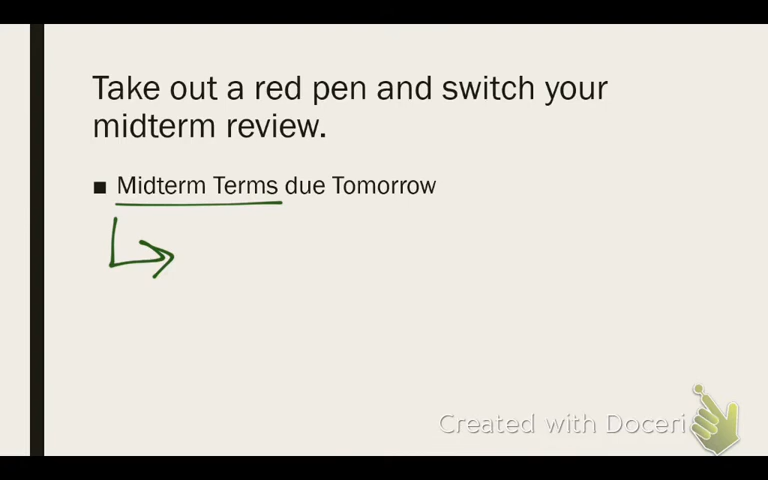 Take out a red pen and switch your
midterm review.
Midterm Terms due Tomorrow
Created with Doceri